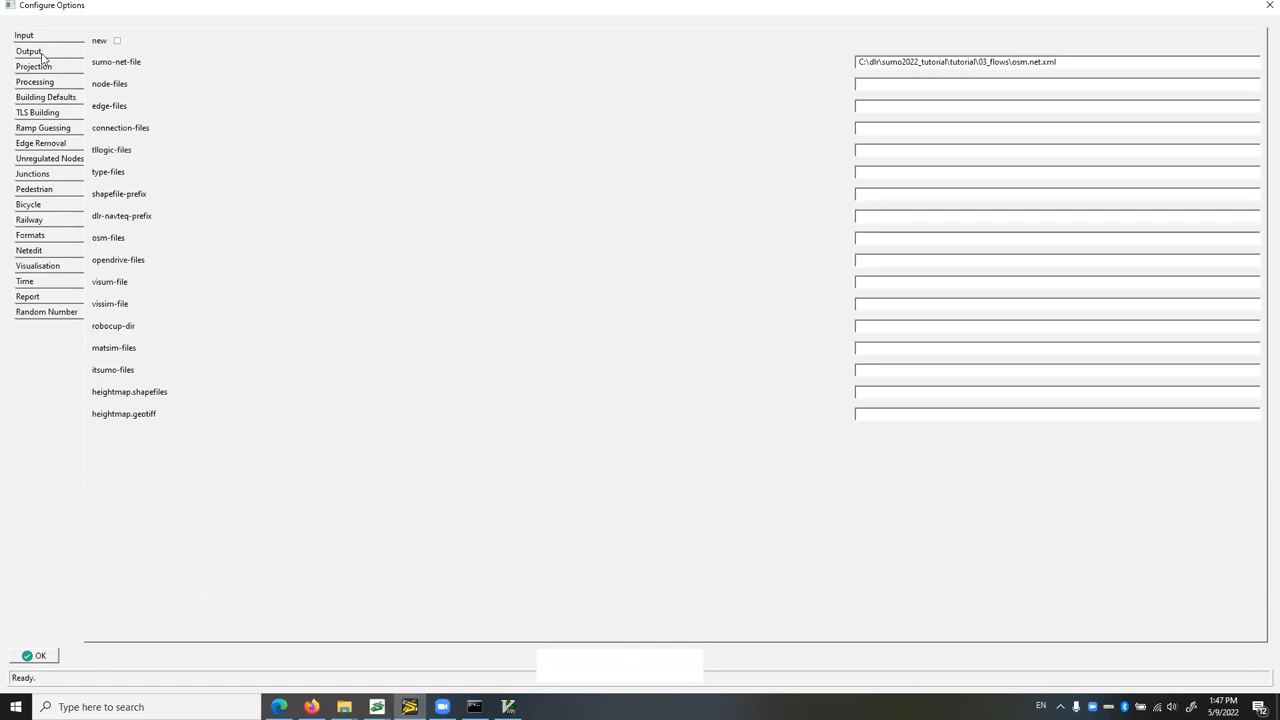 Configure Options
Input
Output
Projection
Processing
Building Defaults
TLS Building
Ramp Guessing
Edge Removal
Unregulated Nodes
Junctions
Pedestrian
Bicycle
Railway
Formats
Netedit
Visualisation
Time
Report
Random Number
new
sumo-net-file C:\dlr\sumo2022_tutorial\tutorial\03_flows\osm.net.xml
node-files
edge-files
connection-files
tllogic-files
type-files
shapefile-prefix
dlr-navteq-prefix
osm-files
opendrive-files
visum-file
vissim-file
robocup-dir
matsim-files
itsumo-files
heightmap.shapefiles
heightmap.geotiff
OK
Ready.
Type here to search
EN
1:47 PM
5/9/2022
12